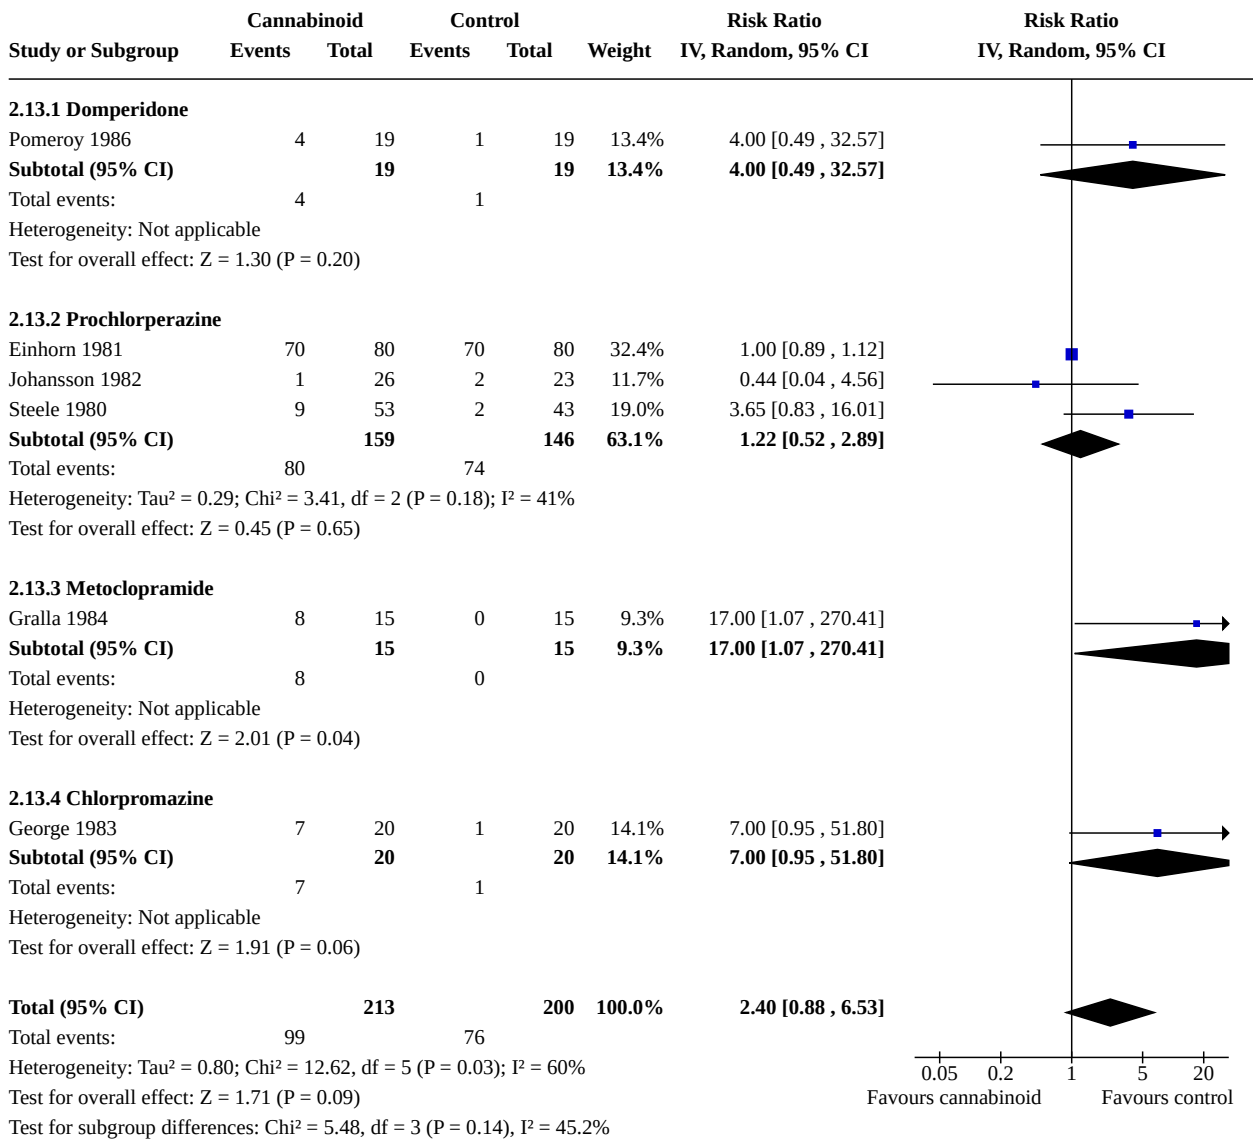 Cannabinoid Control Risk Ratio Risk Ratio
Study or Subgroup Events Total Events Total Weight IV, Random, 95% CI IV, Random, 95% CI
2.13.1 Domperidone
Pomeroy 1986 4 19 1 19 13.4% 4.00 [0.49 , 32.57]
Subtotal (95% CI) 19 19 13.4% 4.00 [0.49 , 32.57]
Total events: 4 1
Heterogeneity: Not applicable
Test for overall effect: Z = 1.30 (P = 0.20)
2.13.2 Prochlorperazine
Einhorn 1981 70 80 70 80 32.4% 1.00 [0.89 , 1.12]
Johansson 1982 1 26 2 23 11.7% 0.44 [0.04 , 4.56]
Steele 1980 9 53 2 43 19.0% 3.65 [0.83 , 16.01]
Subtotal (95% CI) 159 146 63.1% 1.22 [0.52 , 2.89]
Total events: 80 74
Heterogeneity: Tau² = 0.29; Chi² = 3.41, df = 2 (P = 0.18); I² = 41%
Test for overall effect: Z = 0.45 (P = 0.65)
2.13.3 Metoclopramide
Gralla 1984 8 15 0 15 9.3% 17.00 [1.07 , 270.41]
Subtotal (95% CI) 15 15 9.3% 17.00 [1.07 , 270.41]
Total events: 8 0
Heterogeneity: Not applicable
Test for overall effect: Z = 2.01 (P = 0.04)
2.13.4 Chlorpromazine
George 1983 7 20 1 20 14.1% 7.00 [0.95 , 51.80]
Subtotal (95% CI) 20 20 14.1% 7.00 [0.95 , 51.80]
Total events: 7 1
Heterogeneity: Not applicable
Test for overall effect: Z = 1.91 (P = 0.06)
Total (95% CI) 213 200 100.0% 2.40 [0.88 , 6.53]
Total events: 99 76
Heterogeneity: Tau² = 0.80; Chi² = 12.62, df = 5 (P = 0.03); I² = 60%
0.05 0.2 1 5 20
Test for overall effect: Z = 1.71 (P = 0.09) Favours cannabinoid Favours control
Test for subgroup differences: Chi² = 5.48, df = 3 (P = 0.14), I² = 45.2%